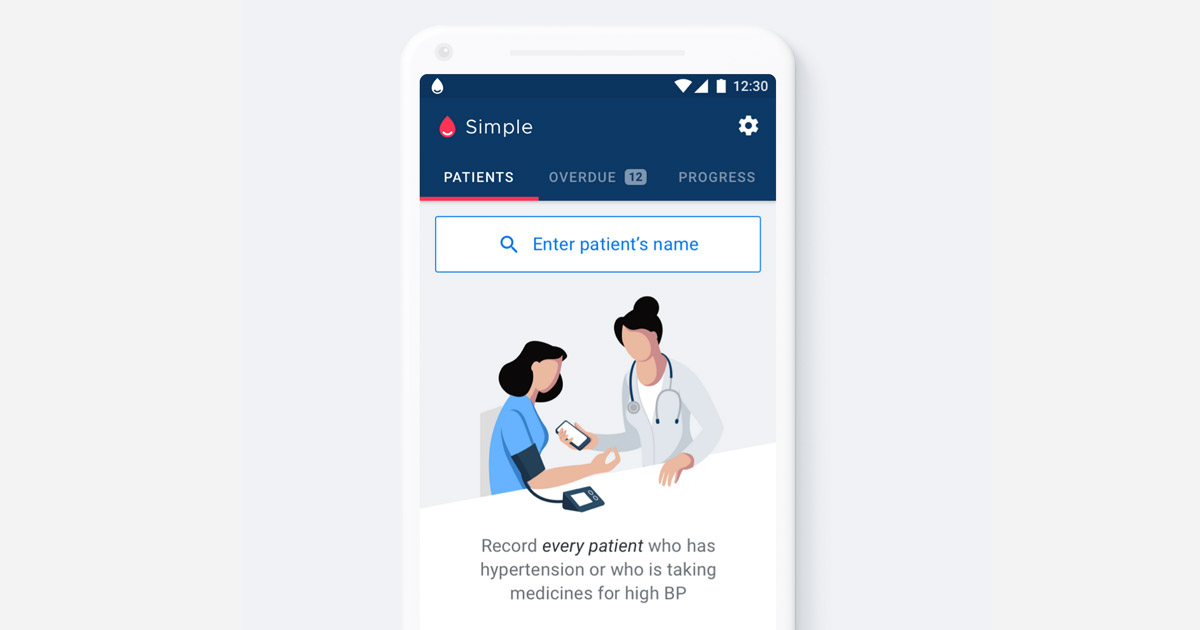 12:30
Simple
PATIENTS OVERDUE 12 PROGRESS
Enter patient’s name
Record every patient who has
hypertension or who is taking
medicines for high BP